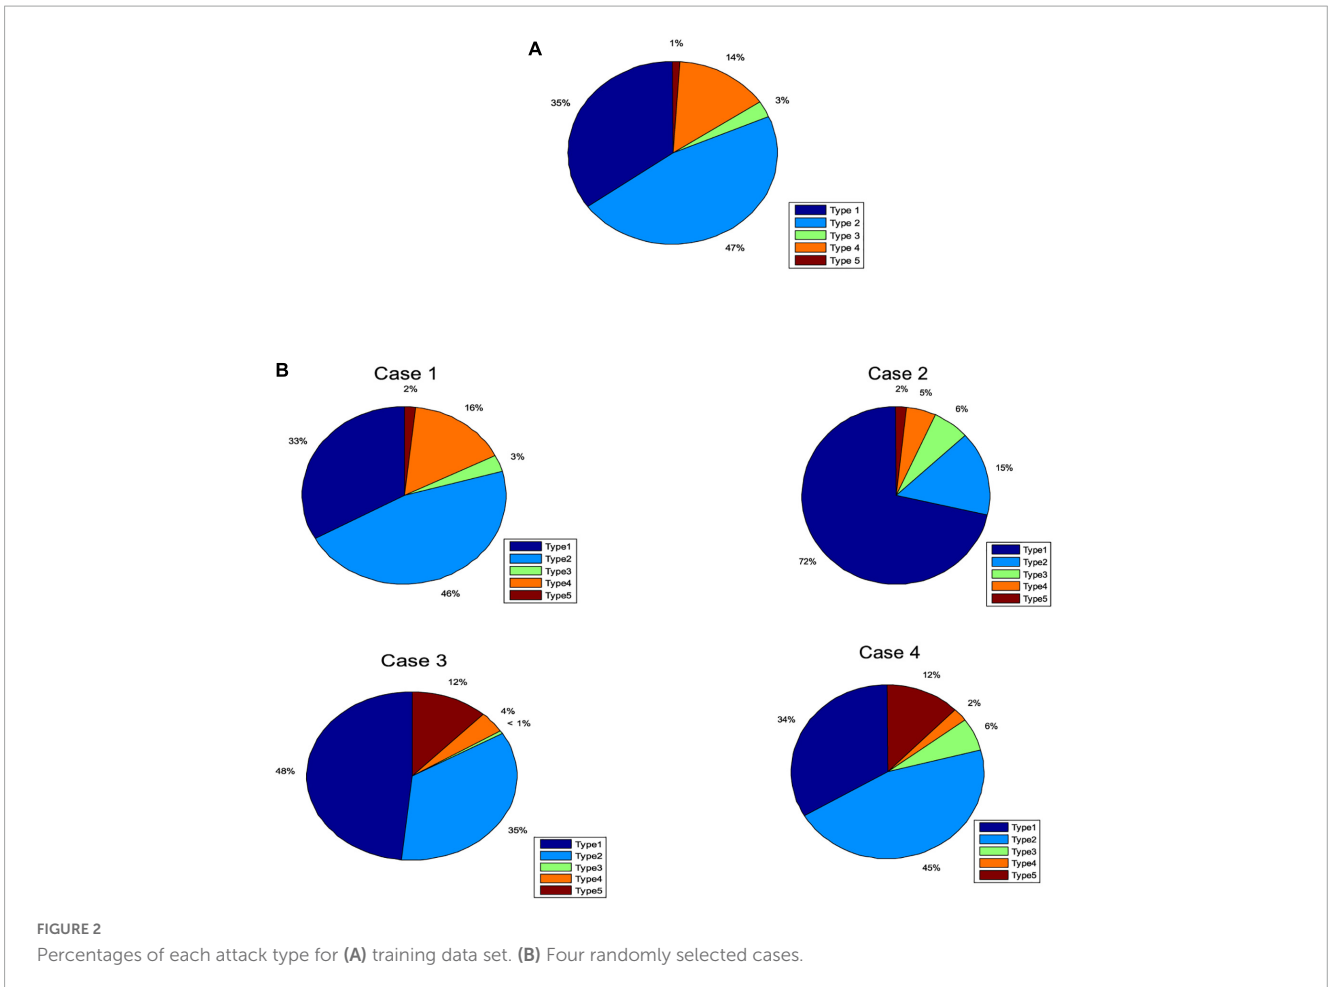 A
1%
14%
35%
3%
Type 1
Type 2
Type 3
Type 4
Type 5
47%
B
Case 1
2%
16%
33%
3%
Type1
Type2
Type3
Type4
Type5
46%
Case 2
2%
5%
6%
15%
72%
Type1
Type2
Type3
Type4
Type5
Case 3
12%
4%
< 1%
48%
35%
Type1
Type2
Type3
Type4
Type5
Case 4
12%
2%
34%
6%
Type1
Type2
Type3
Type4
Type5
45%
FIGURE 2
Percentages of each attack type for (A) training data set. (B) Four randomly selected cases.